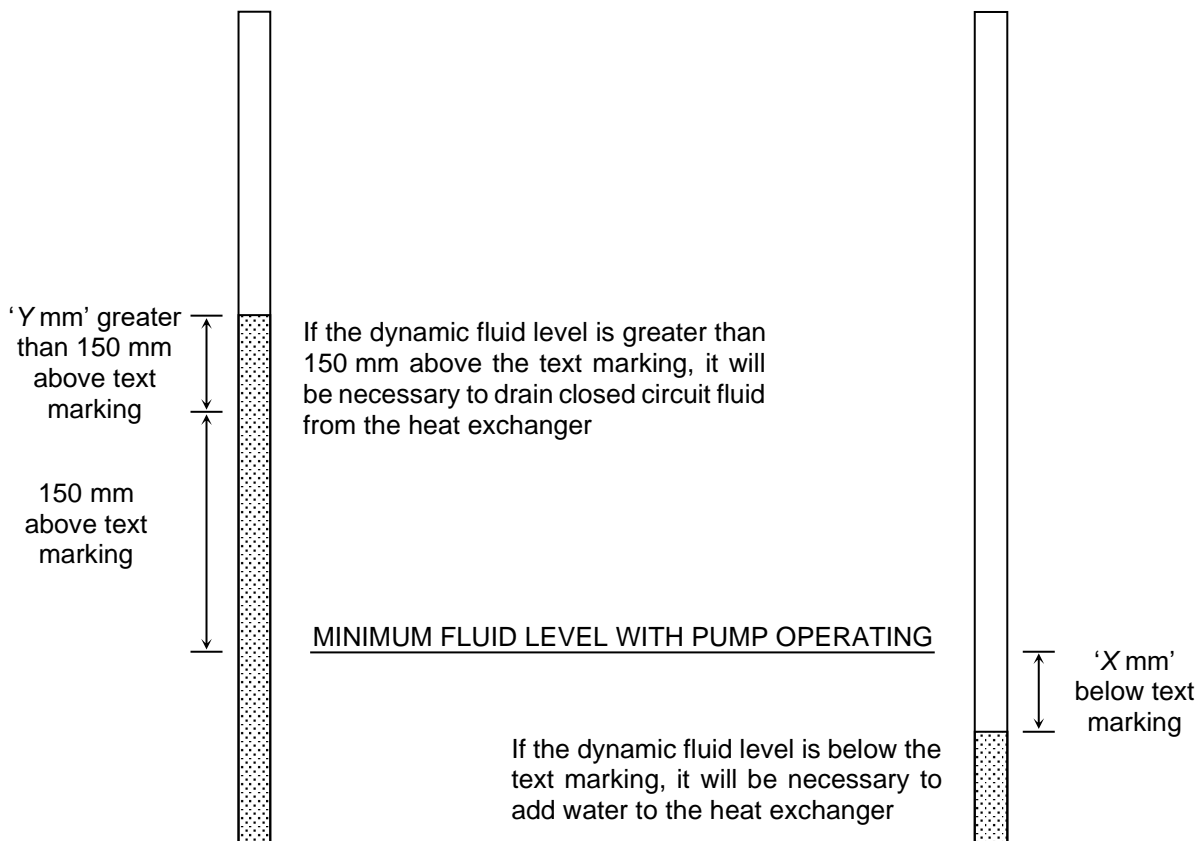 ‘Y mm’ greater
than 150 mm
above text
marking
If the dynamic fluid level is greater than
150 mm above the text marking, it will
be necessary to drain closed circuit fluid
from the heat exchanger
150 mm
above text
marking
MINIMUM FLUID LEVEL WITH PUMP OPERATING
‘X mm’
below text
marking
If the dynamic fluid level is below the
text marking, it will be necessary to
add water to the heat exchanger